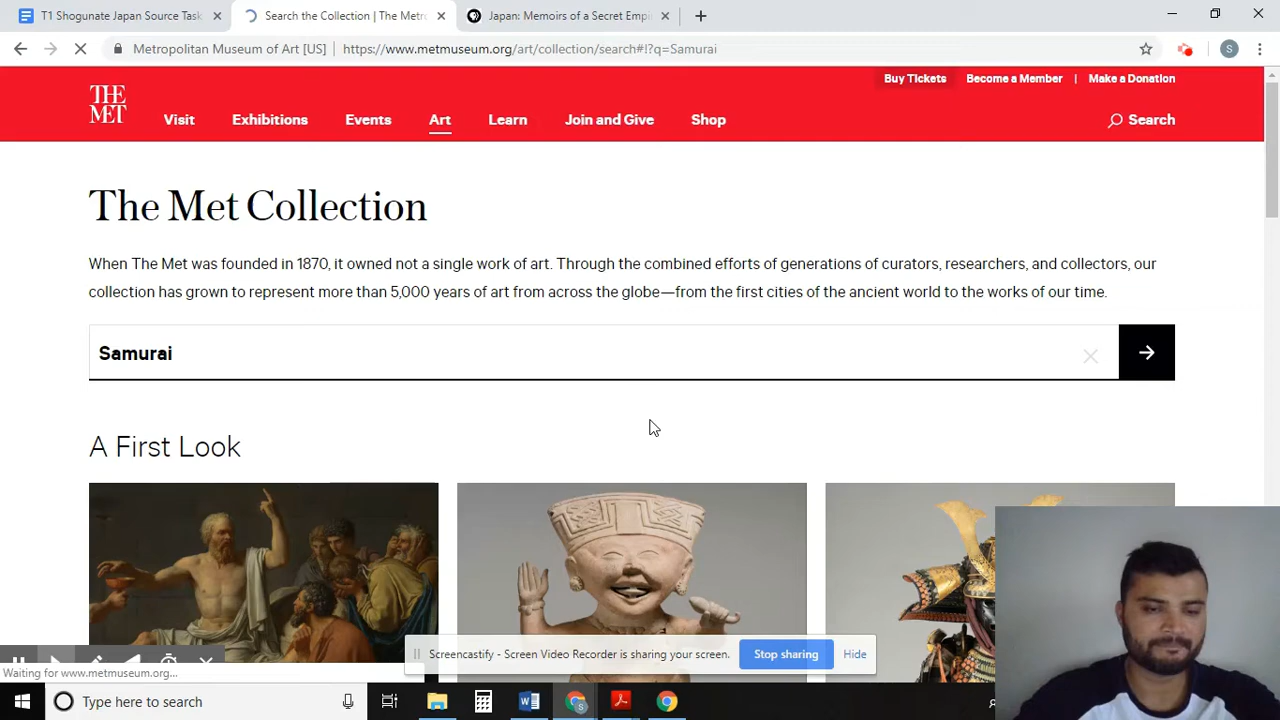 T1 Shogunate Japan Source Task
Search the Collection | The Metro
Japan: Memoirs of a Secret Empi
Metropolitan Museum of Art [US] https://www.metmuseum.org/art/collection/search#!?q=Samurai
S
Buy Tickets Become a Member | Make a Donation
THE MET
Visit Exhibitions Events Art Learn Join and Give Shop Search
The Met Collection
When The Met was founded in 1870, it owned not a single work of art. Through the combined efforts of generations of curators, researchers, and collectors, our
collection has grown to represent more than 5,000 years of art from across the globe—from the first cities of the ancient world to the works of our time.
Samurai
A First Look
Screencastify - Screen Video Recorder is sharing your screen. Stop sharing Hide
Waiting for www.metmuseum.org...
Type here to search